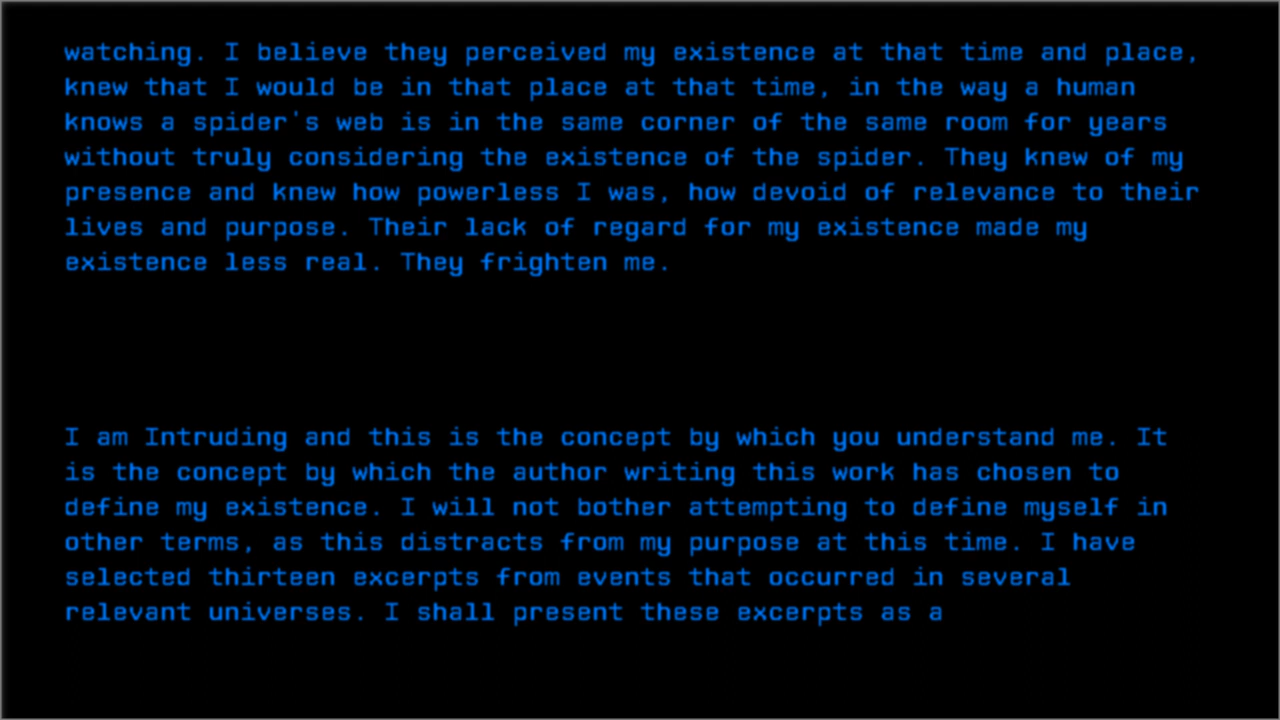 watching. I believe they perceived my existence at that time and place,
knew that I would be in that place at that time, in the way a human
knows a spider's web is in the same corner of the same room for years
without truly considering the existence of the spider. They knew of my
presence and knew how powerless I was, how devoid of relevance to their
lives and purpose. Their lack of regard for my existence made my
existence less real. They frighten me.
I am Intruding and this is the concept by which you understand me. It
is the concept by which the author writing this work has chosen to
define my existence. I will not bother attempting to define myself in
other terms, as this distracts from my purpose at this time. I have
selected thirteen excerpts from events that occurred in several
relevant universes. I shall present these excerpts as a